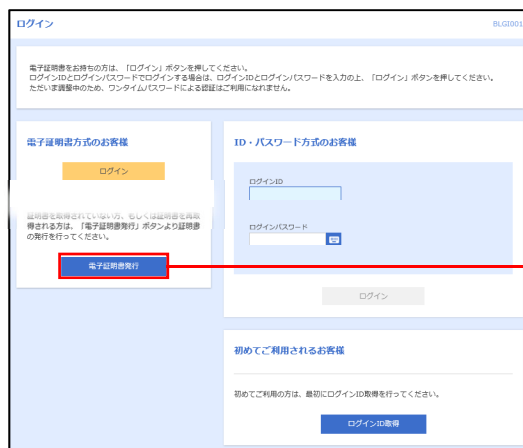 ログイン
BLGI001
電子証明書をお持ちの方は、「ログイン」ボタンを押してください。
ログインIDとログインパスワードでログインする場合は、ログインIDとログインパスワードを入力の上、「ログイン」ボタンを押してください。
ただいま調整中のため、ワンタイムパスワードによる認証はご利用になれません。
電子証明書方式のお客様
ログイン
証明書を取得されていない方、もしくは証明書を再取
得される方は、「電子証明書発行」ボタンより証明書
の発行を行ってください。
電子証明書発行
ID・パスワード方式のお客様
ログインID
ログインパスワード
ログイン
初めてご利用されるお客様
初めてご利用の方は、最初にログインID取得を行ってください。
ログインID取得